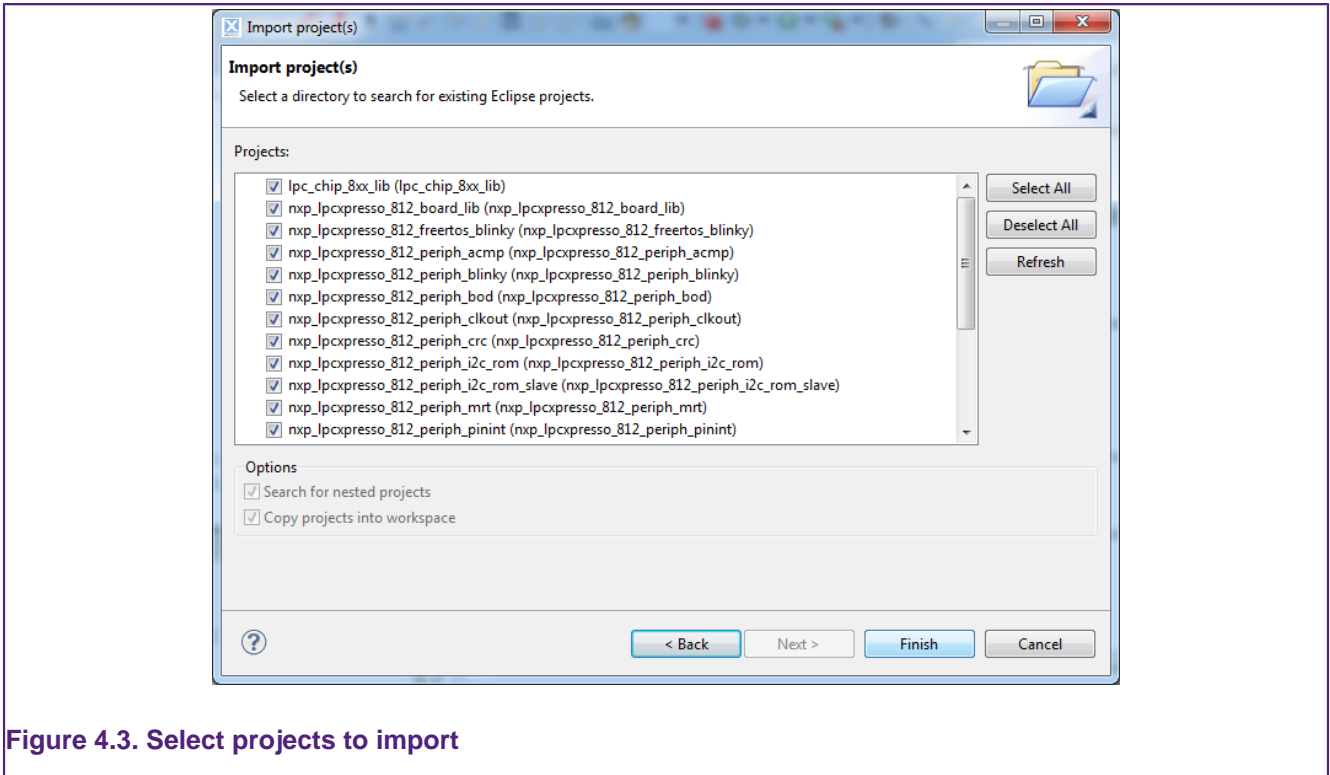 Import project(s)
Import project(s)
Select a directory to search for existing Eclipse projects.
Projects:
lpc_chip_8xx_lib (lpc_chip_8xx_lib)
nxp_lpcxpresso_812_board_lib (nxp_lpcxpresso_812_board_lib)
nxp_lpcxpresso_812_freertos_blinky (nxp_lpcxpresso_812_freertos_blinky)
nxp_lpcxpresso_812_periph_acmp (nxp_lpcxpresso_812_periph_acmp)
nxp_lpcxpresso_812_periph_blinky (nxp_lpcxpresso_812_periph_blinky)
nxp_lpcxpresso_812_periph_bod (nxp_lpcxpresso_812_periph_bod)
nxp_lpcxpresso_812_periph_clkout (nxp_lpcxpresso_812_periph_clkout)
nxp_lpcxpresso_812_periph_crc (nxp_lpcxpresso_812_periph_crc)
nxp_lpcxpresso_812_periph_i2c_rom (nxp_lpcxpresso_812_periph_i2c_rom)
nxp_lpcxpresso_812_periph_i2c_rom_slave (nxp_lpcxpresso_812_periph_i2c_rom_slave)
nxp_lpcxpresso_812_periph_mrt (nxp_lpcxpresso_812_periph_mrt)
nxp_lpcxpresso_812_periph_pinint (nxp_lpcxpresso_812_periph_pinint)
Select All
Deselect All
Refresh
Options
Search for nested projects
Copy projects into workspace
< Back
Next >
Finish
Cancel
Figure 4.3. Select projects to import